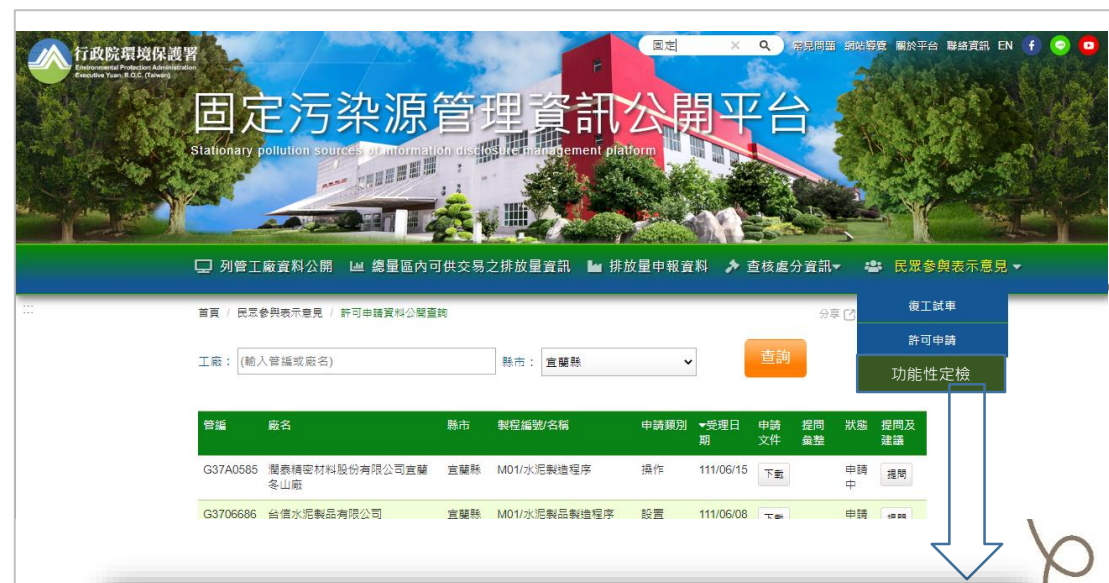 行政院環境保護署
Environmental Protection Administration
Executive Yuan, R.O.C. (Taiwan)
固定
常見問題 網站導覽 關於平台 聯絡資訊 EN
固定污染源管理資訊公開平台
Stationary pollution sources of information disclosure management platform
列管工廠資料公開 總量區內可供交易之排放量資訊 排放量申報資料 查核處分資訊▾ 民眾參與表示意見▾
復工試車
許可申請
功能性定檢
首頁 / 民眾參與表示意見 / 許可申請資料公開查詢
分享
工廠： (輸入管編或廠名) 縣市： 宜蘭縣 查詢
管編 廠名 縣市 製程編號/名稱 申請類別 ▾受理日期 申請文件 提問彙整 狀態 提問及建議
G37A0585 潤泰精密材料股份有限公司宜蘭冬山廠 宜蘭縣 M01/水泥製造程序 操作 111/06/15 下載 申請中 提問
G3706686 台信水泥製品有限公司 宜蘭縣 M01/水泥製品製造程序 設置 111/06/08 下載 申請 提問